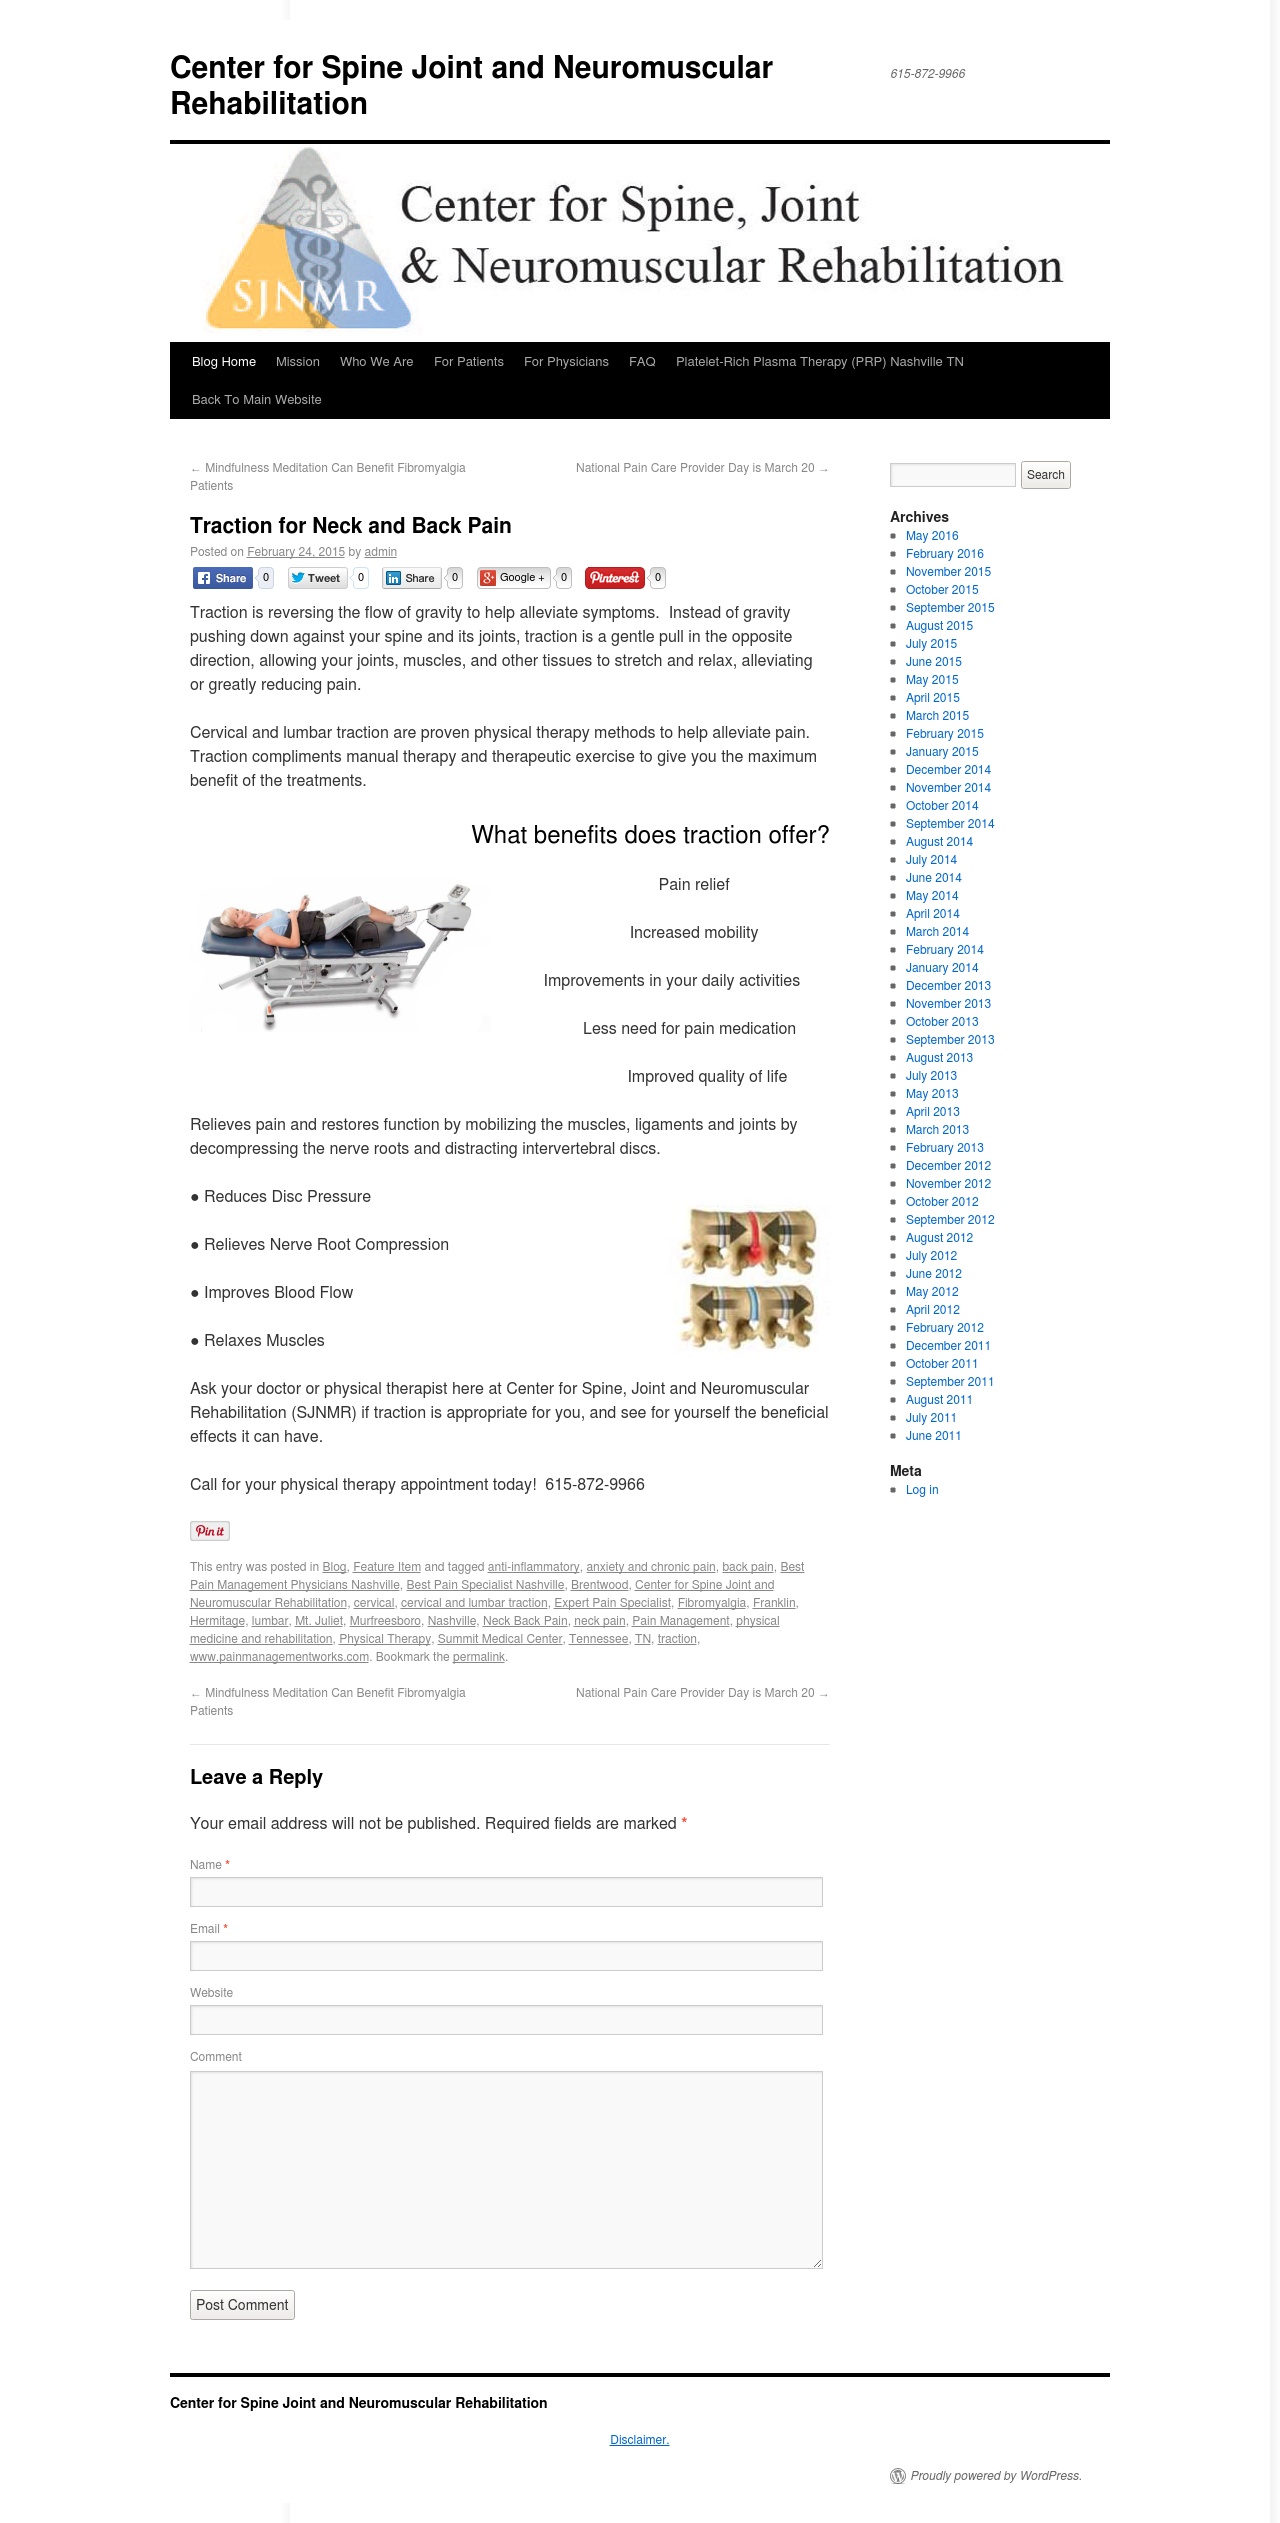 Center for Spine Joint and Neuromuscular
Rehabilitation
615-872-9966
Center for Spine, Joint
& Neuromuscular Rehabilitation
SJNMR
Blog Home Mission Who We Are For Patients For Physicians FAQ Platelet-Rich Plasma Therapy (PRP) Nashville TN
Back To Main Website
← Mindfulness Meditation Can Benefit Fibromyalgia
Patients
National Pain Care Provider Day is March 20 →
Traction for Neck and Back Pain
Posted on February 24, 2015 by admin
Share 0 Tweet 0 Share 0 Google + 0 Pinterest 0
Traction is reversing the flow of gravity to help alleviate symptoms.  Instead of gravity
pushing down against your spine and its joints, traction is a gentle pull in the opposite
direction, allowing your joints, muscles, and other tissues to stretch and relax, alleviating
or greatly reducing pain.
Cervical and lumbar traction are proven physical therapy methods to help alleviate pain.
Traction compliments manual therapy and therapeutic exercise to give you the maximum
benefit of the treatments.
What benefits does traction offer?
Pain relief
Increased mobility
Improvements in your daily activities
Less need for pain medication
Improved quality of life
Relieves pain and restores function by mobilizing the muscles, ligaments and joints by
decompressing the nerve roots and distracting intervertebral discs.
● Reduces Disc Pressure
● Relieves Nerve Root Compression
● Improves Blood Flow
● Relaxes Muscles
Ask your doctor or physical therapist here at Center for Spine, Joint and Neuromuscular
Rehabilitation (SJNMR) if traction is appropriate for you, and see for yourself the beneficial
effects it can have.
Call for your physical therapy appointment today!  615-872-9966
Pin it
This entry was posted in Blog, Feature Item and tagged anti-inflammatory, anxiety and chronic pain, back pain, Best
Pain Management Physicians Nashville, Best Pain Specialist Nashville, Brentwood, Center for Spine Joint and
Neuromuscular Rehabilitation, cervical, cervical and lumbar traction, Expert Pain Specialist, Fibromyalgia, Franklin,
Hermitage, lumbar, Mt. Juliet, Murfreesboro, Nashville, Neck Back Pain, neck pain, Pain Management, physical
medicine and rehabilitation, Physical Therapy, Summit Medical Center, Tennessee, TN, traction,
www.painmanagementworks.com. Bookmark the permalink.
← Mindfulness Meditation Can Benefit Fibromyalgia
Patients
National Pain Care Provider Day is March 20 →
Leave a Reply
Your email address will not be published. Required fields are marked *
Name *
Email *
Website
Comment
Post Comment
Search
Archives
May 2016
February 2016
November 2015
October 2015
September 2015
August 2015
July 2015
June 2015
May 2015
April 2015
March 2015
February 2015
January 2015
December 2014
November 2014
October 2014
September 2014
August 2014
July 2014
June 2014
May 2014
April 2014
March 2014
February 2014
January 2014
December 2013
November 2013
October 2013
September 2013
August 2013
July 2013
May 2013
April 2013
March 2013
February 2013
December 2012
November 2012
October 2012
September 2012
August 2012
July 2012
June 2012
May 2012
April 2012
February 2012
December 2011
October 2011
September 2011
August 2011
July 2011
June 2011
Meta
Log in
Center for Spine Joint and Neuromuscular Rehabilitation
Disclaimer.
Proudly powered by WordPress.